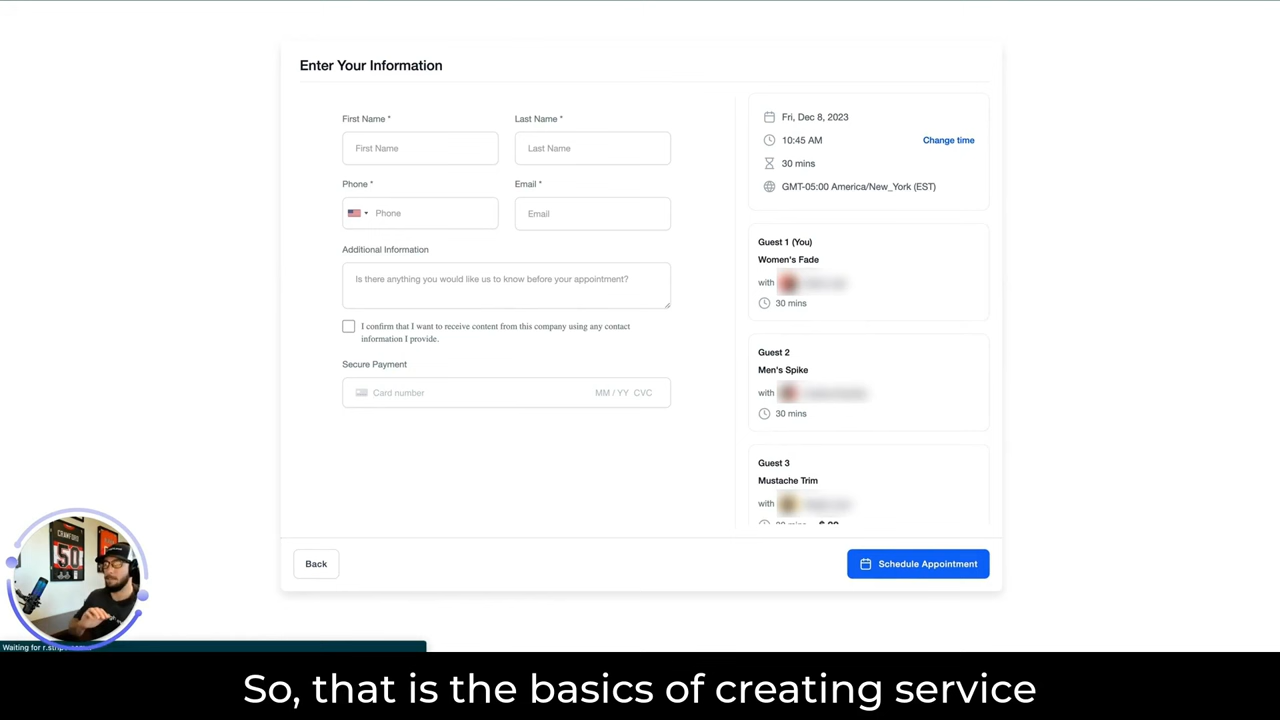 Enter Your Information
First Name *
Last Name *
First Name
Last Name
Phone *
Email *
Phone
Email
Additional Information
Is there anything you would like us to know before your appointment?
I confirm that I want to receive content from this company using any contact
information I provide.
Secure Payment
Card number
MM / YY CVC
Fri, Dec 8, 2023
10:45 AM
Change time
30 mins
GMT-05:00 America/New_York (EST)
Guest 1 (You)
Women's Fade
with
30 mins
Guest 2
Men's Spike
with
30 mins
Guest 3
Mustache Trim
with
Back
Schedule Appointment
CRAWFORD
50
Waiting for
So, that is the basics of creating service